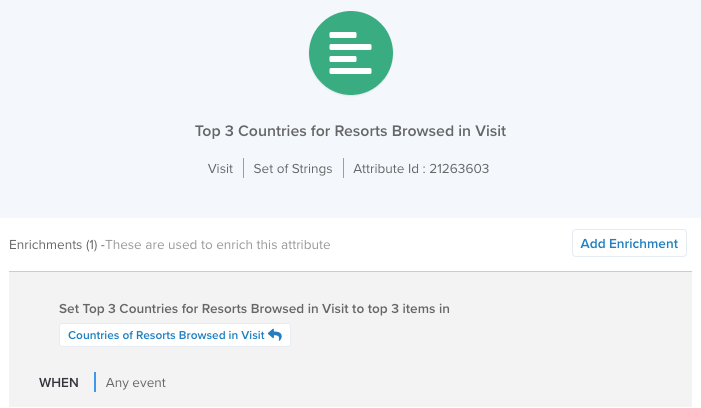 Top 3 Countries for Resorts Browsed in Visit
Visit Set of Strings Attribute Id : 21263603
Enrichments (1) -These are used to enrich this attribute
Add Enrichment
Set Top 3 Countries for Resorts Browsed in Visit to top 3 items in
Countries of Resorts Browsed in Visit
WHEN Any event